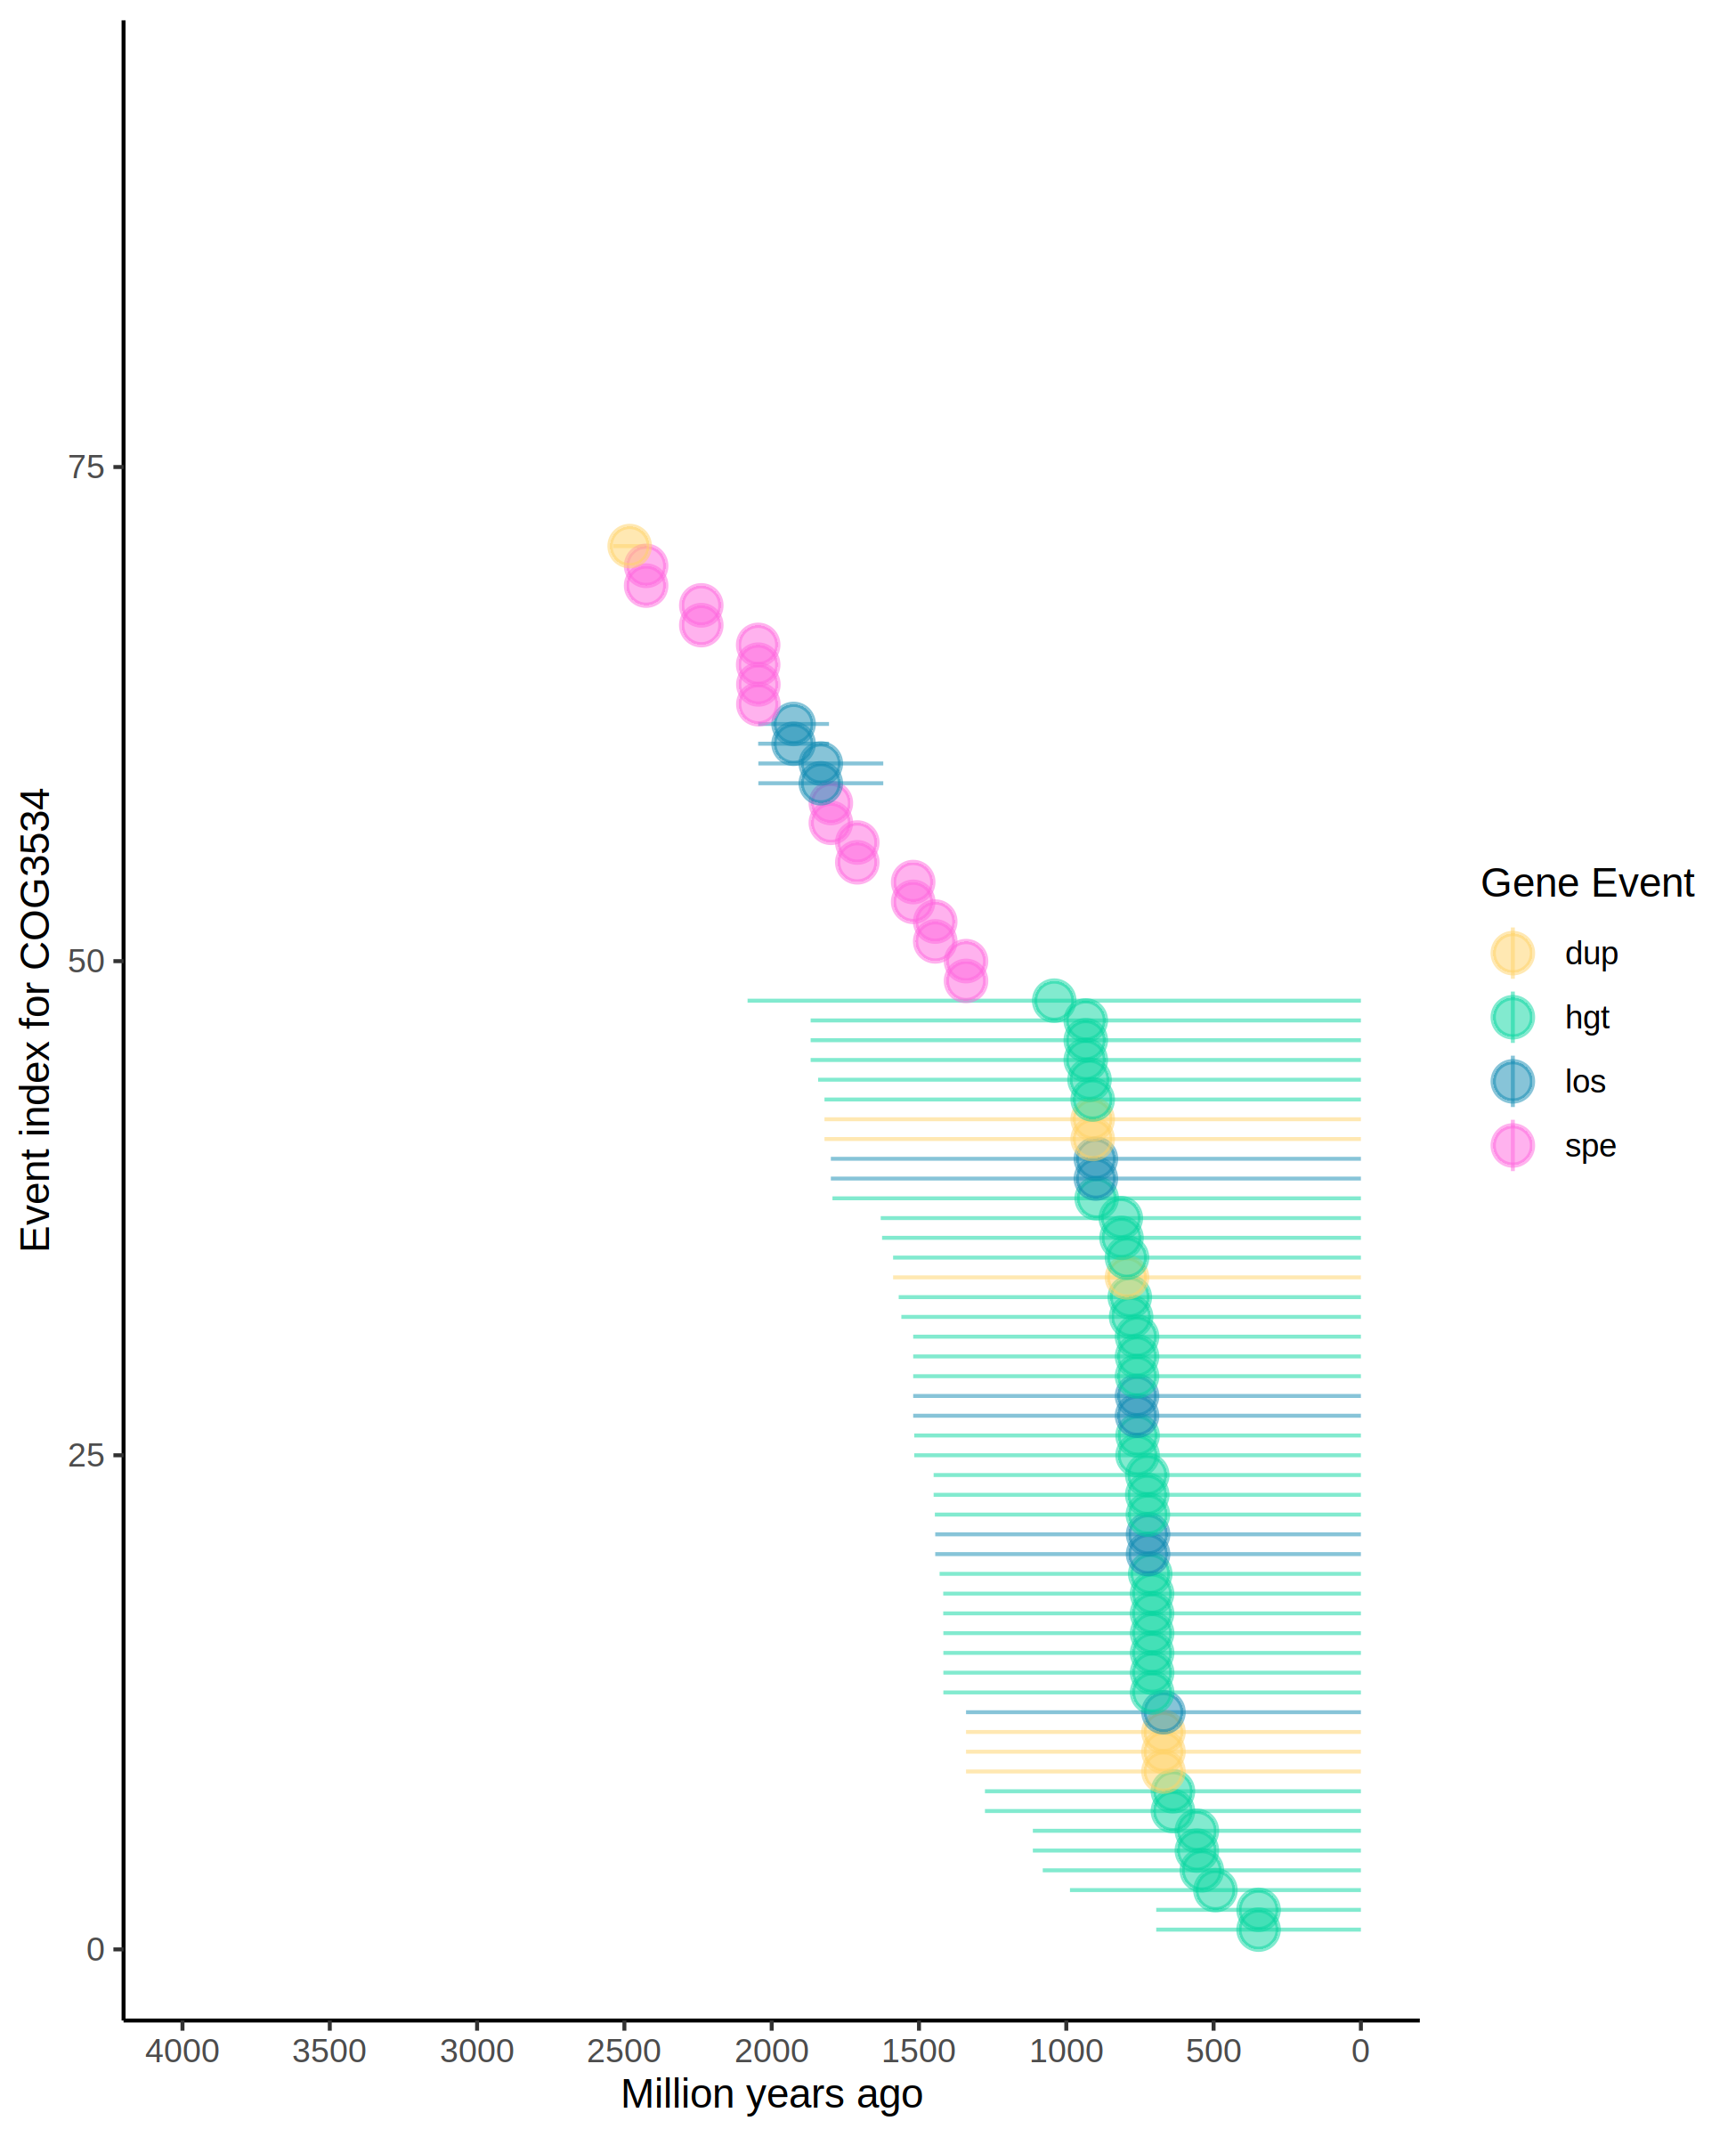 75
50
25
0
Event index for COG3534
4000 3500 3000 2500 2000 1500 1000 500 0
Million years ago
Gene Event
dup
hgt
los
spe